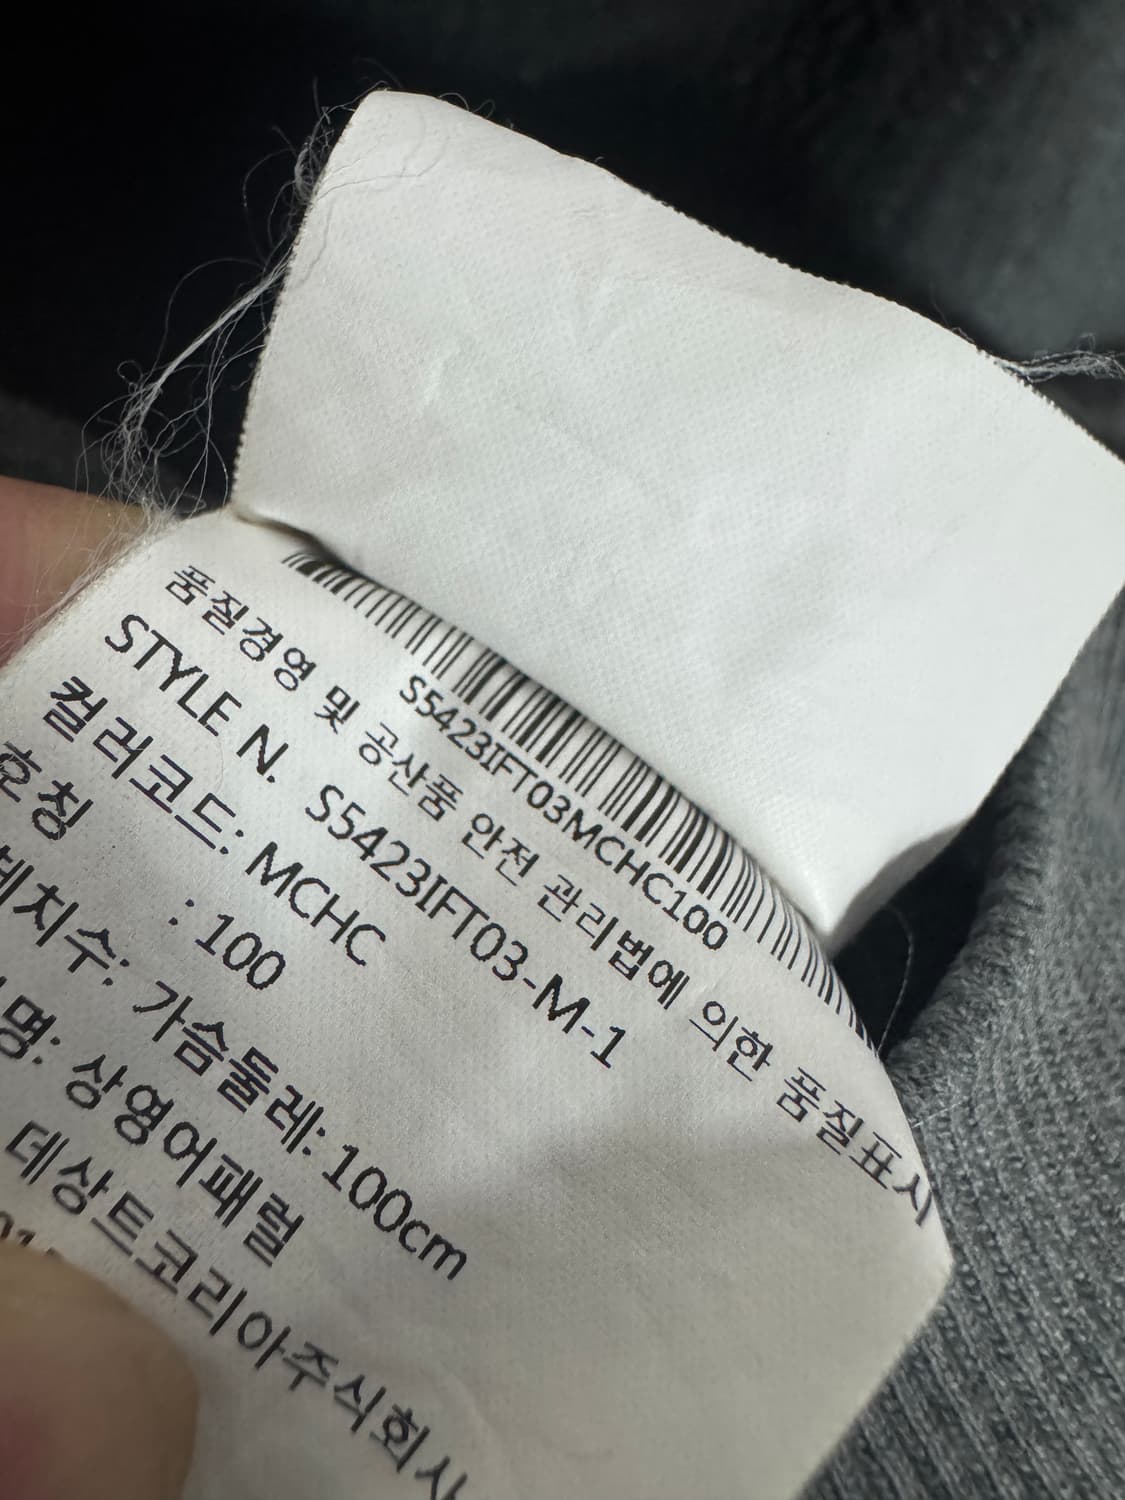 S5423IFT03MCHC100
품질경영 및 공산품 안전 관리법에 의한 품질표시
STYLE N. S5423IFT03-M-1
컬러코드: MCHC
호칭 : 100
체치수: 가슴둘레: 100cm
명: 상영어패럴
데상트코리아주식회사